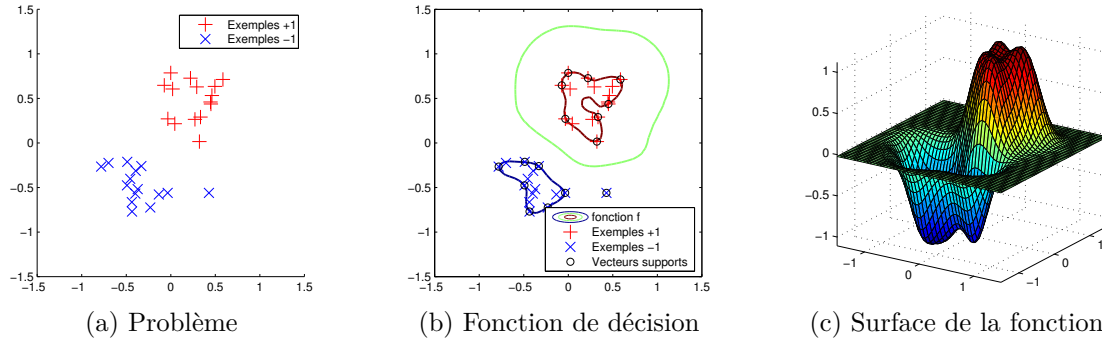 1.5
1
0.5
0
−0.5
−1
−1.5
−1.5 −1 −0.5 0 0.5 1 1.5
Exemples +1
Exemples −1
(a) Problème
1.5
1
0.5
0
−0.5
−1
−1.5
−1.5 −1 −0.5 0 0.5 1 1.5
fonction f
Exemples +1
Exemples −1
Vecteurs supports
(b) Fonction de décision
1
0.5
0
−0.5
−1
−1 0 1
−1 0 1
(c) Surface de la fonction